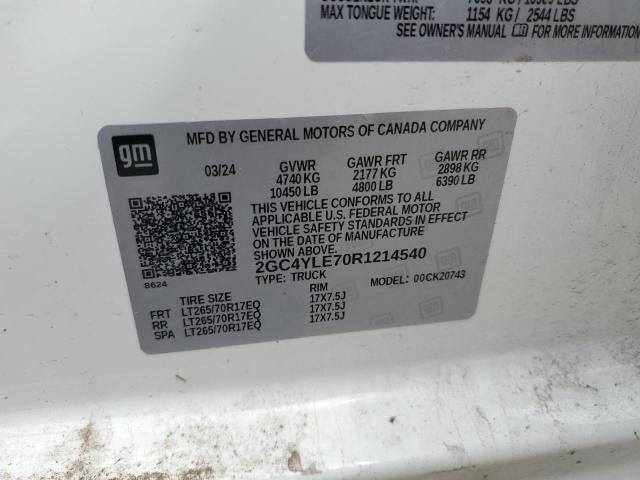 MAX TONGUE WEIGHT: 1154 KG / 2544 LBS
SEE OWNER'S MANUAL FOR MORE INFORMATION
gm
MFD BY GENERAL MOTORS OF CANADA COMPANY
03/24 GVWR GAWR FRT GAWR RR
4740 KG 2177 KG 2898 KG
10450 LB 4800 LB 6390 LB
THIS VEHICLE CONFORMS TO ALL
APPLICABLE U.S. FEDERAL MOTOR
VEHICLE SAFETY STANDARDS IN
EFFECT ON THE DATE OF MANUFACTURE
SHOWN ABOVE.
2GC4YLE70R1214540
8624 TYPE: TRUCK MODEL: 00CK20743
TIRE SIZE RIM
FRT LT265/70R17EQ 17X7.5J
RR LT265/70R17EQ 17X7.5J
SPA LT265/70R17EQ 17X7.5J